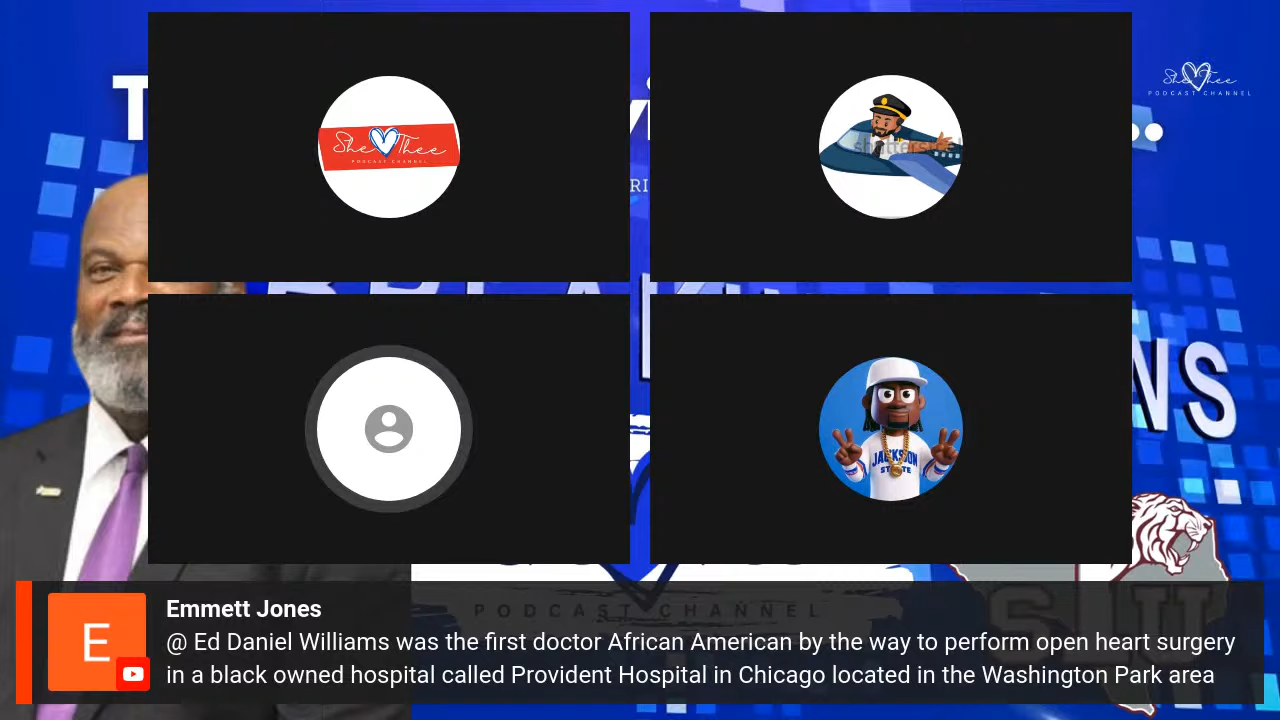 She Thee
PODCAST CHANNEL
shutterstock
She Thee
PODCAST CHANNEL
JACKSON
STATE
NS
PODCAST CHANNEL
E
Emmett Jones
@ Ed Daniel Williams was the first doctor African American by the way to perform open heart surgery
in a black owned hospital called Provident Hospital in Chicago located in the Washington Park area